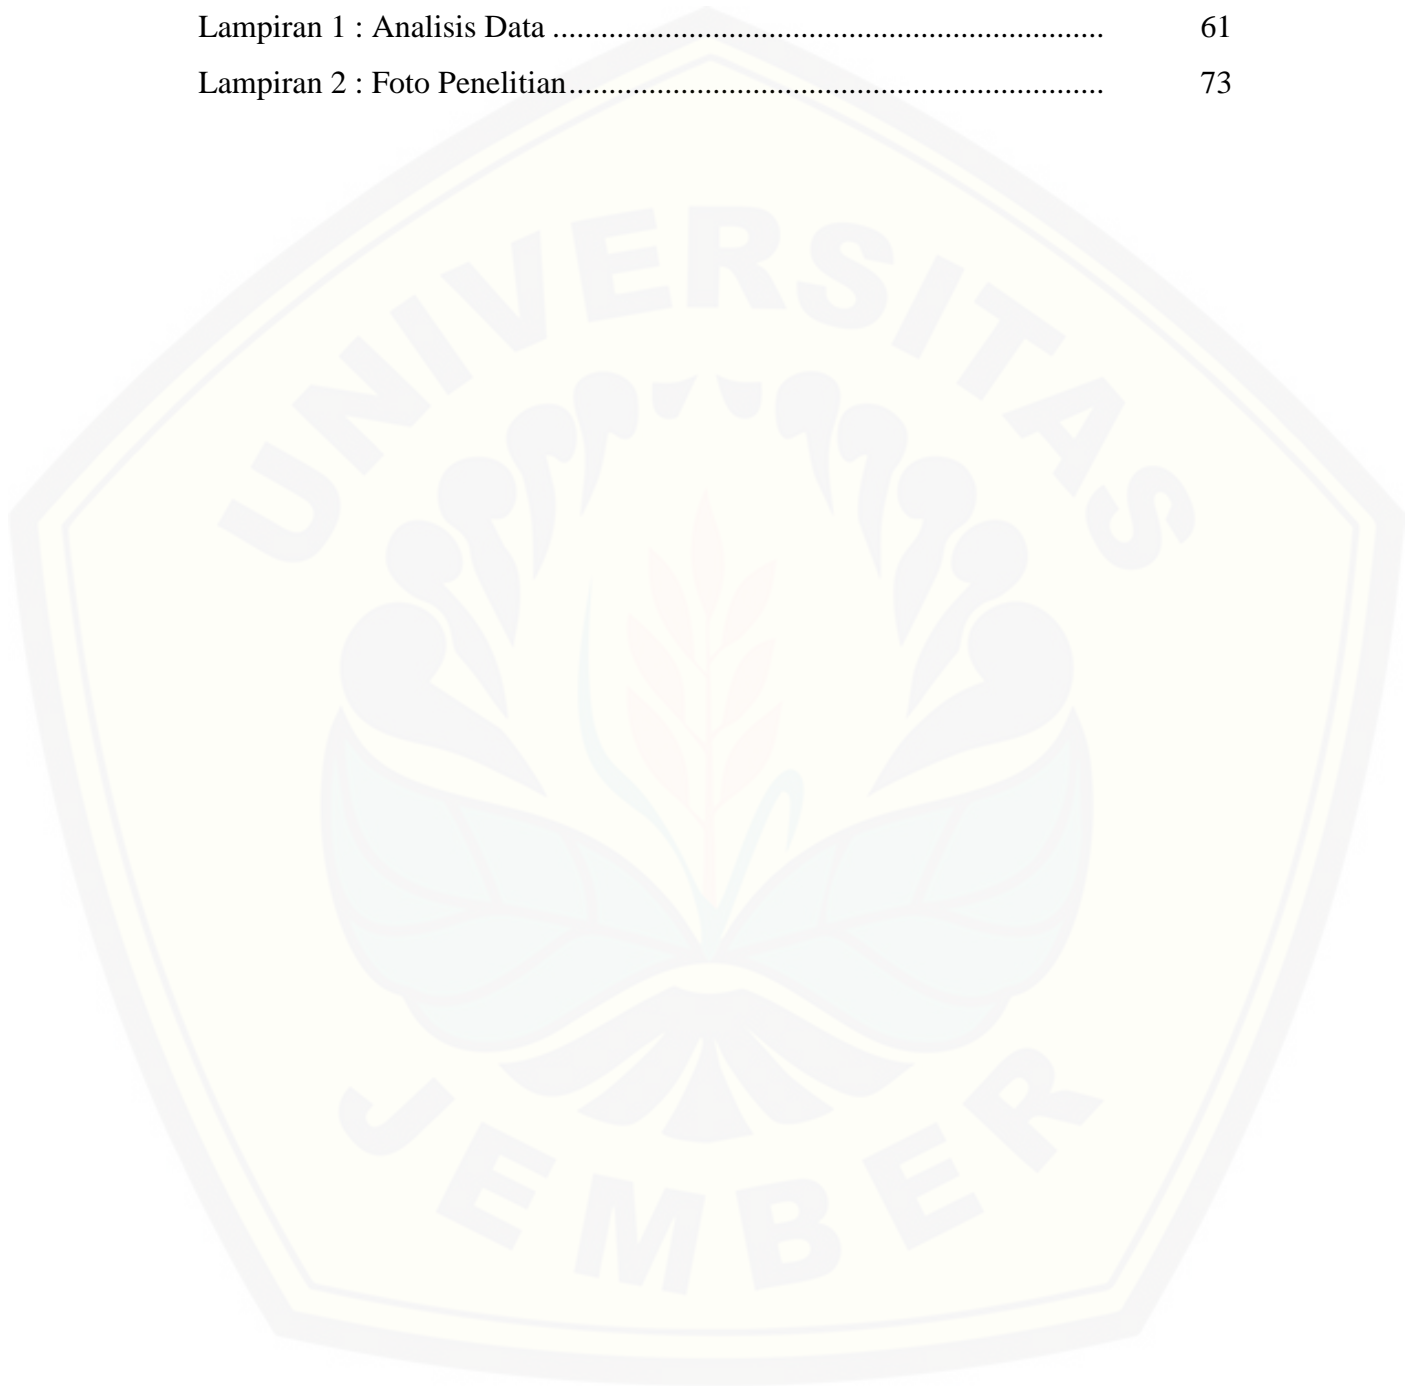 Lampiran 1 : Analisis Data ..................................................................... 61
Lampiran 2 : Foto Penelitian................................................................... 73
UNIVERSITAS
JEMBER